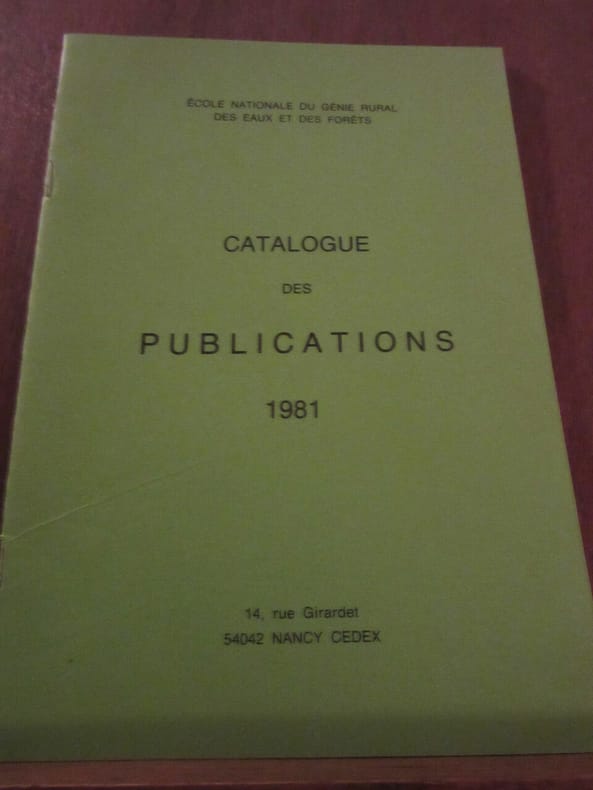 ÉCOLE NATIONALE DU GÉNIE RURAL
DES EAUX ET DES FORÊTS
CATALOGUE
DES
PUBLICATIONS
1981
14, rue Girardet
54042 NANCY CEDEX